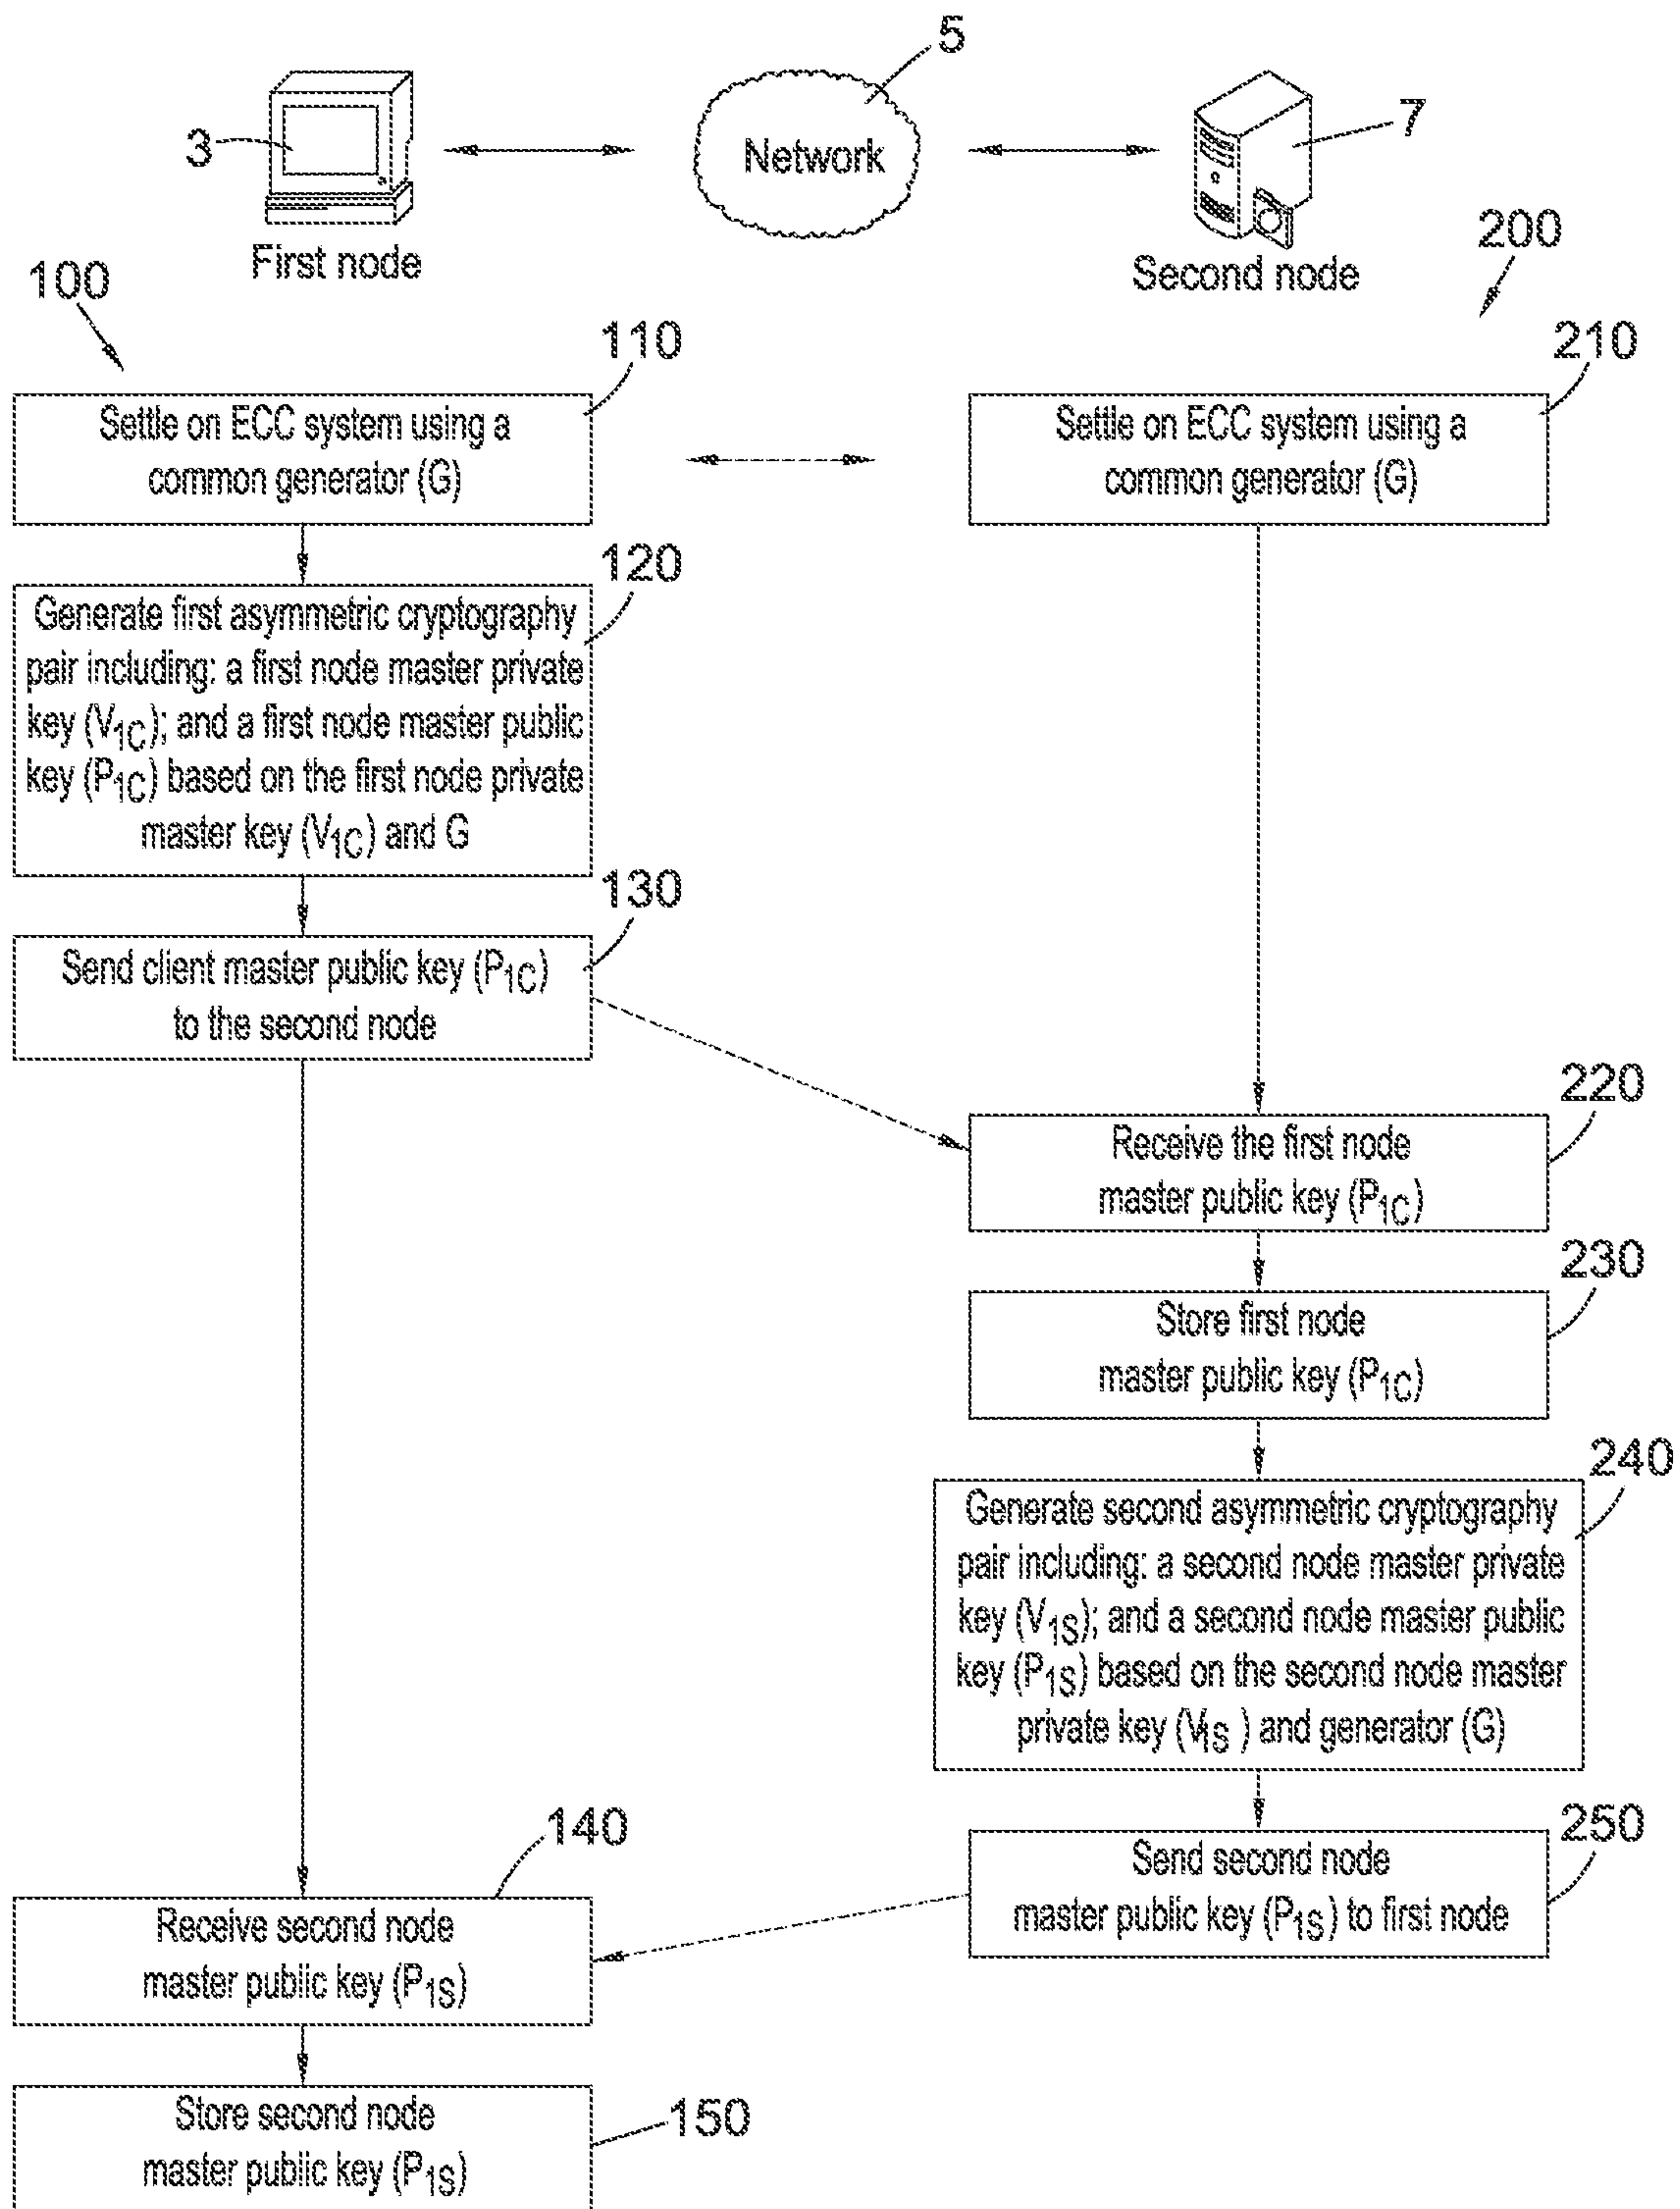 5
3
Network
7
First node
Second node
100
200
110
210
Settle on ECC system using a
common generator (G)
Settle on ECC system using a
common generator (G)
120
Generate first asymmetric cryptography
pair including: a first node master private
key (V1C); and a first node master public
key (P1C) based on the first node private
master key (V1C) and G
130
Send client master public key (P1C)
to the second node
220
Receive the first node
master public key (P1C)
230
Store first node
master public key (P1C)
240
Generate second asymmetric cryptography
pair including: a second node master private
key (V1S); and a second node master public
key (P1S) based on the second node master
private key (V1S ) and generator (G)
250
Send second node
master public key (P1S) to first node
140
Receive second node
master public key (P1S)
150
Store second node
master public key (P1S)